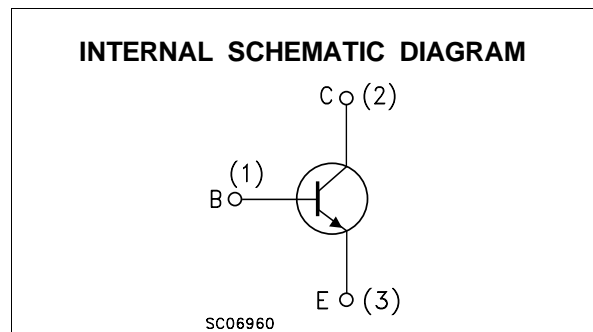 INTERNAL SCHEMATIC DIAGRAM
C (2)
(1)
B
E (3)
SC06960